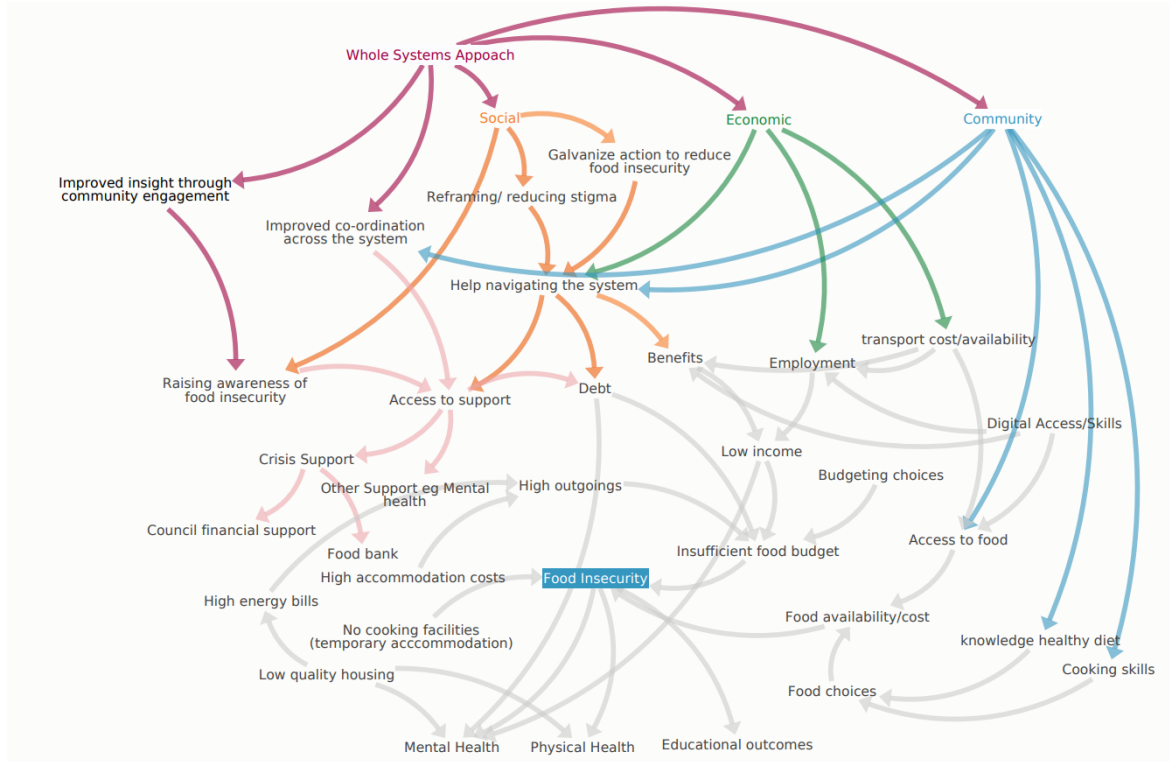 Whole Systems Appoach
Social
Economic
Community
Galvanize action to reduce
food insecurity
Improved insight through
community engagement
Reframing/ reducing stigma
Improved co-ordination
across the system
Help navigating the system
transport cost/availability
Benefits
Employment
Raising awareness of
food insecurity
Access to support
Debt
Digital Access/Skills
Low income
Crisis Support
Budgeting choices
Other Support eg Mental
health
High outgoings
Council financial support
Access to food
Food bank
Insufficient food budget
High accommodation costs
Food Insecurity
High energy bills
Food availability/cost
No cooking facilities
(temporary acccommodation)
knowledge healthy diet
Cooking skills
Low quality housing
Food choices
Mental Health
Physical Health
Educational outcomes